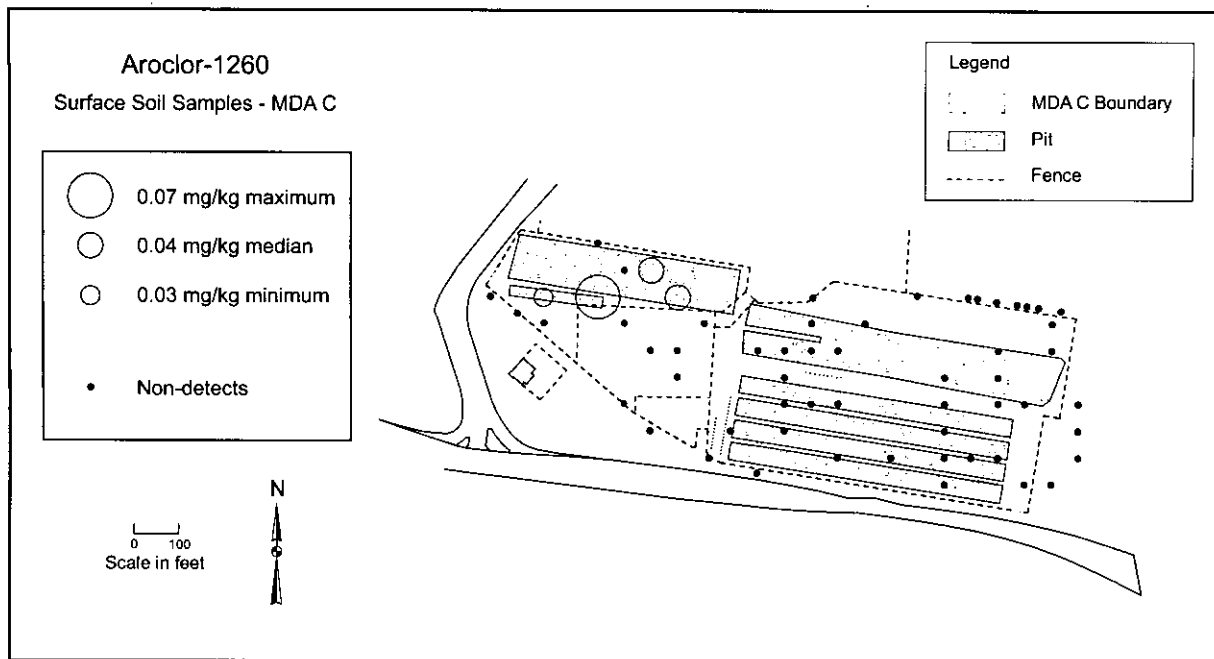 Aroclor-1260
Surface Soil Samples - MDA C
0.07 mg/kg maximum
0.04 mg/kg median
0.03 mg/kg minimum
Non-detects
Legend
MDA C Boundary
Pit
Fence
N
0 100
Scale in feet